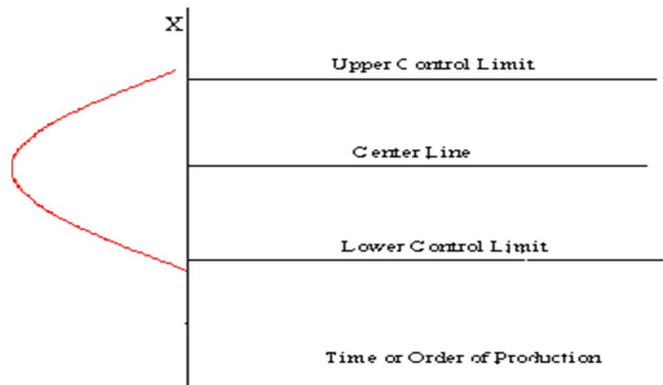 X
Upper Control Limit
Center Line
Lower Control Limit
Time or Order of Production